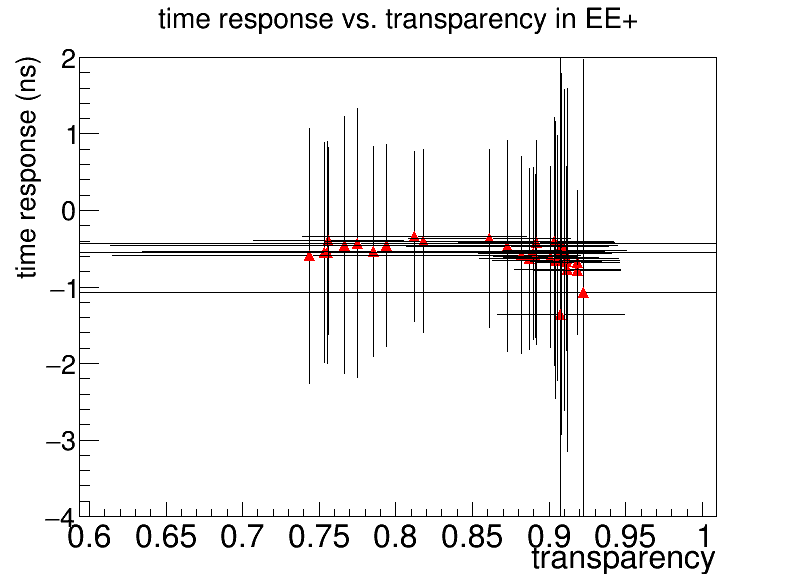 time response vs. transparency in EE+
time response (ns)
2
1
0
−1
−2
−3
−4
0.6 0.65 0.7 0.75 0.8 0.85 0.9 0.95 1
transparency